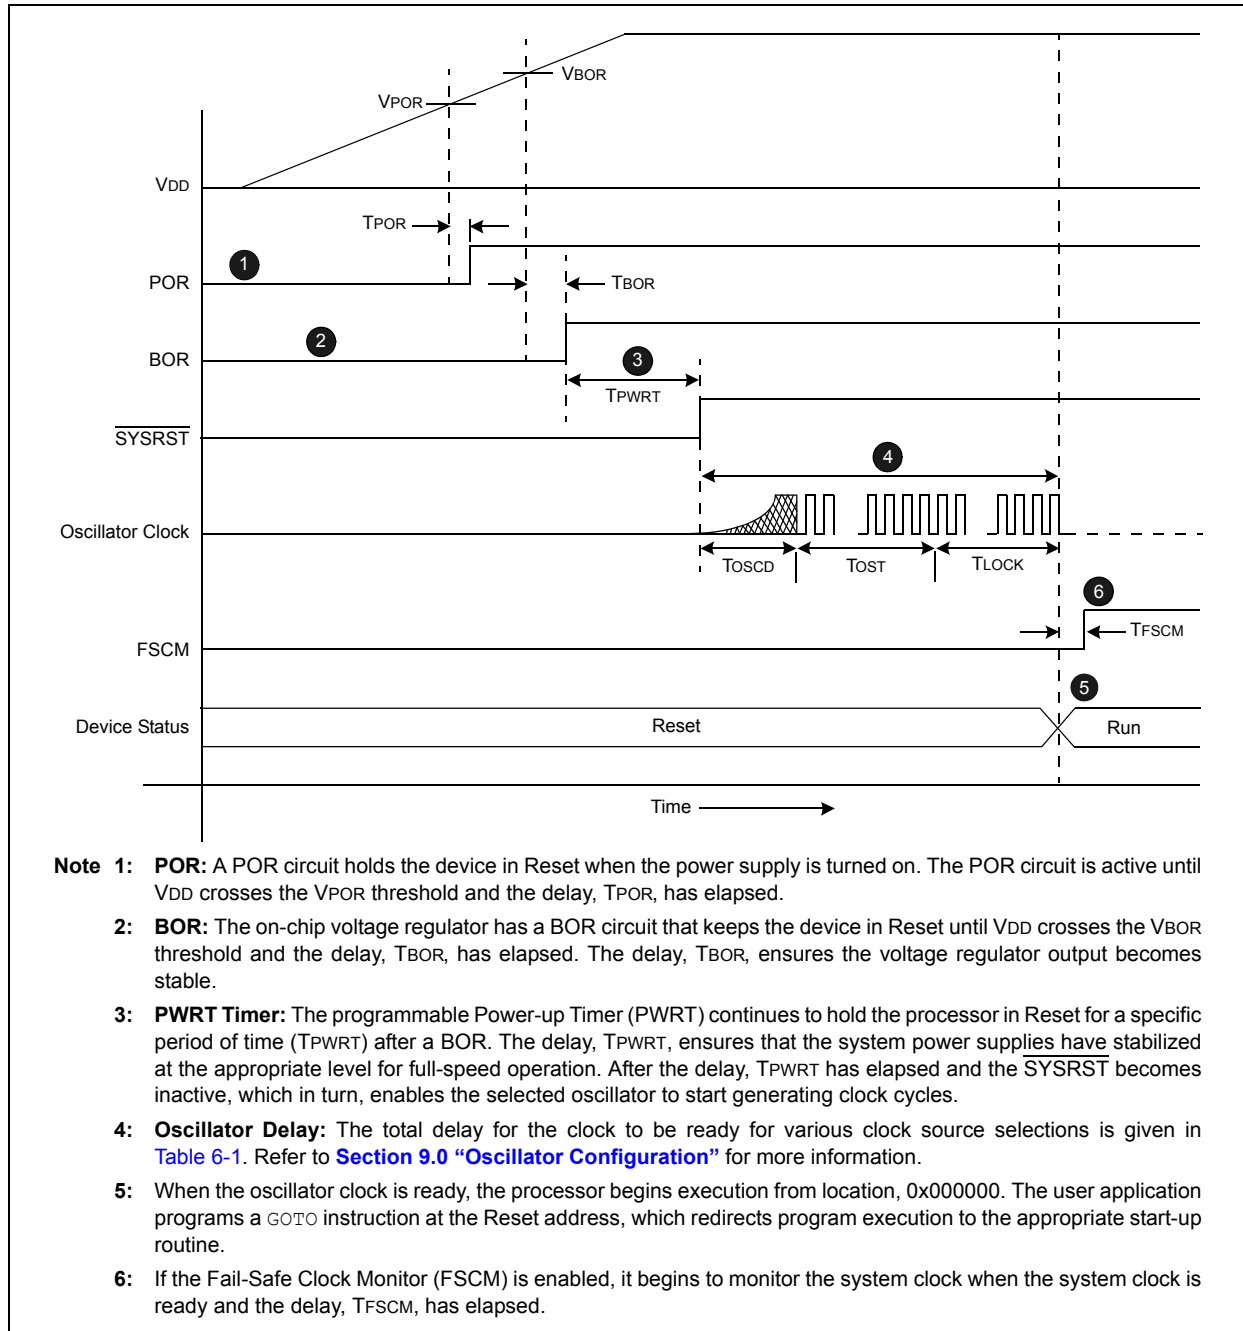 VBOR
VPOR
VDD
TPOR
1
POR
TBOR
2
BOR
3
TPWRT
SYSRST
4
Oscillator Clock
TOSCD
TOST
TLOCK
6
TFSCM
FSCM
5
Device Status
Reset
Run
Time
Note 1: POR: A POR circuit holds the device in Reset when the power supply is turned on. The POR circuit is active until
VDD crosses the VPOR threshold and the delay, TPOR, has elapsed.
2: BOR: The on-chip voltage regulator has a BOR circuit that keeps the device in Reset until VDD crosses the VBOR
threshold and the delay, TBOR, has elapsed. The delay, TBOR, ensures the voltage regulator output becomes
stable.
3: PWRT Timer: The programmable Power-up Timer (PWRT) continues to hold the processor in Reset for a specific
period of time (TPWRT) after a BOR. The delay, TPWRT, ensures that the system power supplies have stabilized
at the appropriate level for full-speed operation. After the delay, TPWRT has elapsed and the SYSRST becomes
inactive, which in turn, enables the selected oscillator to start generating clock cycles.
4: Oscillator Delay: The total delay for the clock to be ready for various clock source selections is given in
Table 6-1. Refer to Section 9.0 “Oscillator Configuration” for more information.
5: When the oscillator clock is ready, the processor begins execution from location, 0x000000. The user application
programs a GOTO instruction at the Reset address, which redirects program execution to the appropriate start-up
routine.
6: If the Fail-Safe Clock Monitor (FSCM) is enabled, it begins to monitor the system clock when the system clock is
ready and the delay, TFSCM, has elapsed.